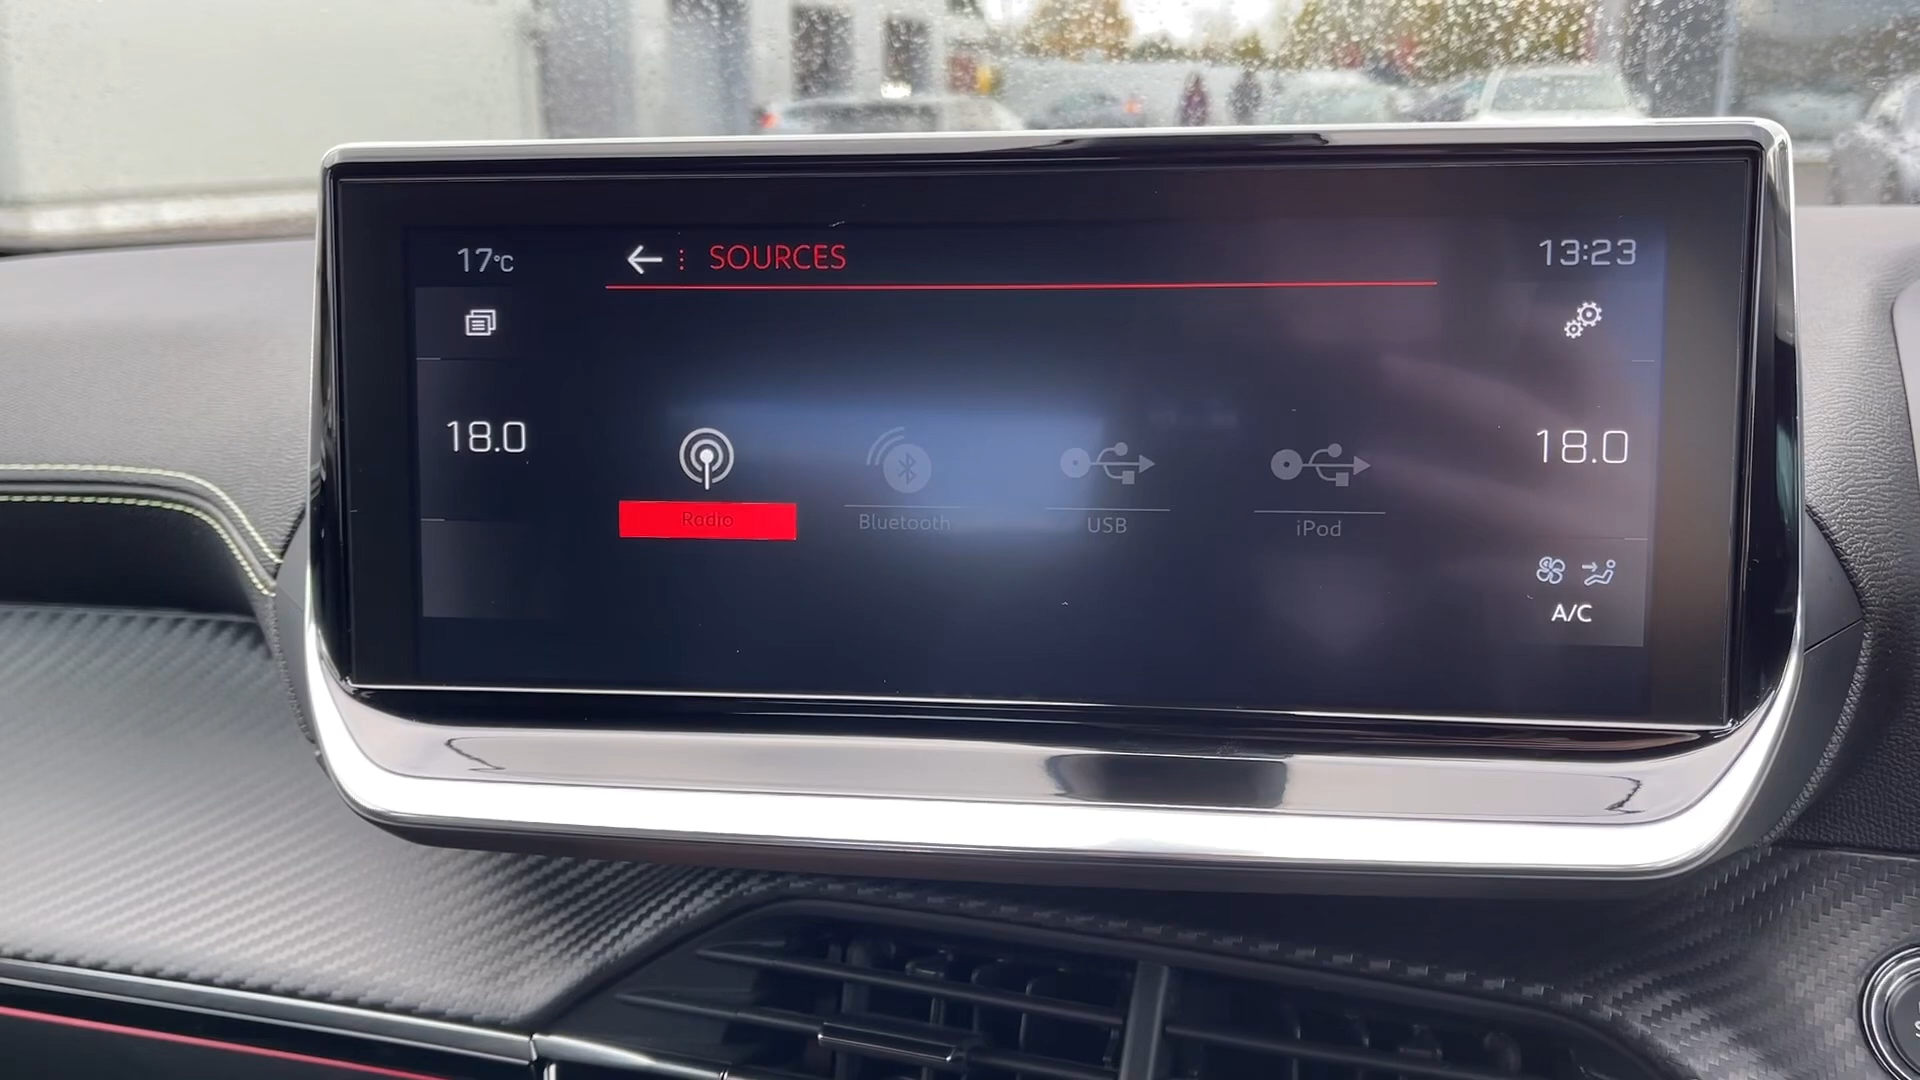 17°C
SOURCES
13:23
18.0
18.0
Radio
Bluetooth
USB
iPod
A/C